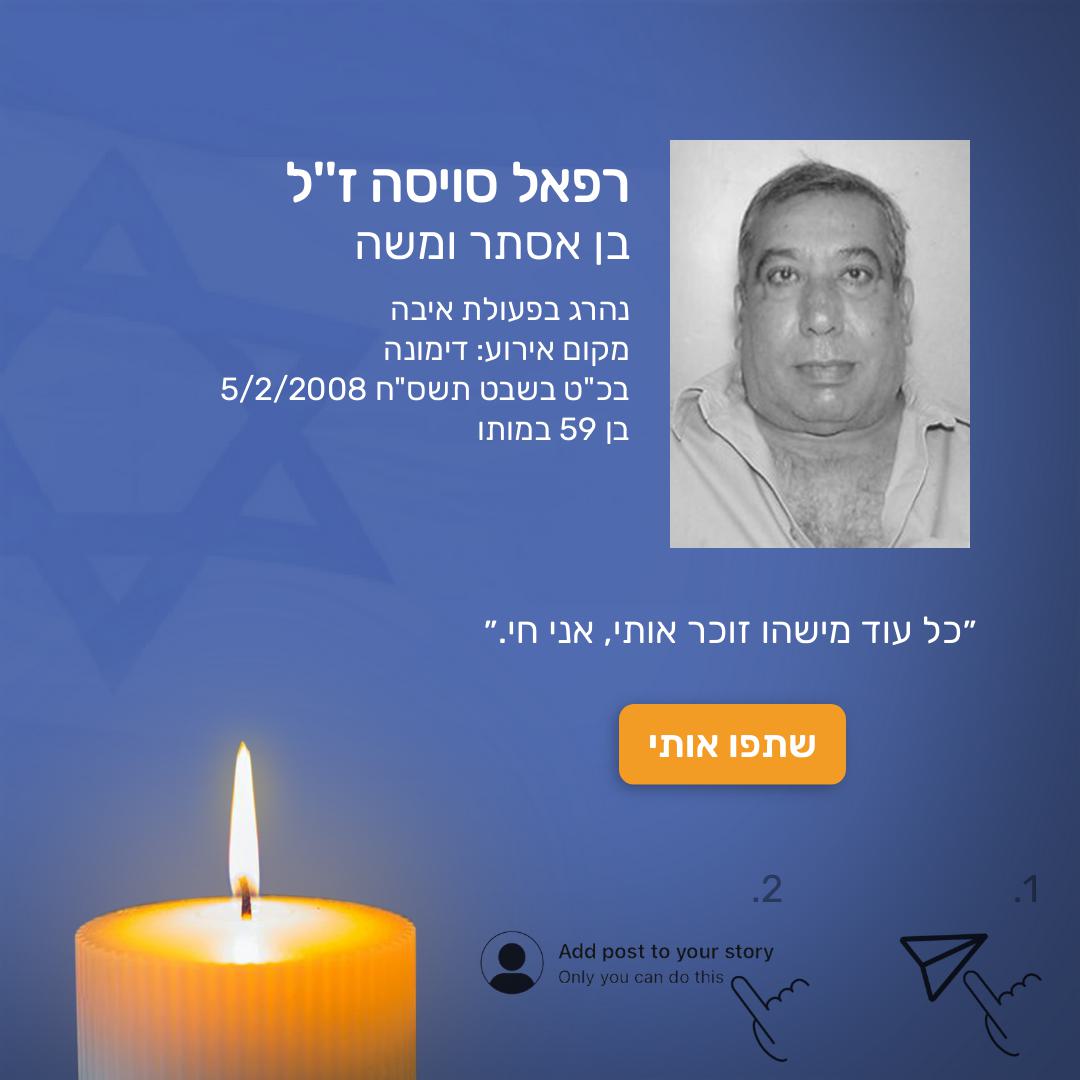 רפאל סויסה ז"ל
בן אסתר ומשה
נהרג בפעולת איבה
מקום אירוע: דימונה
בכ"ט בשבט תשס"ח 5/2/2008
בן 59 במותו
״כל עוד מישהו זוכר אותי, אני חי.״
שתפו אותי
1.
2.
Add post to your story
Only you can do this